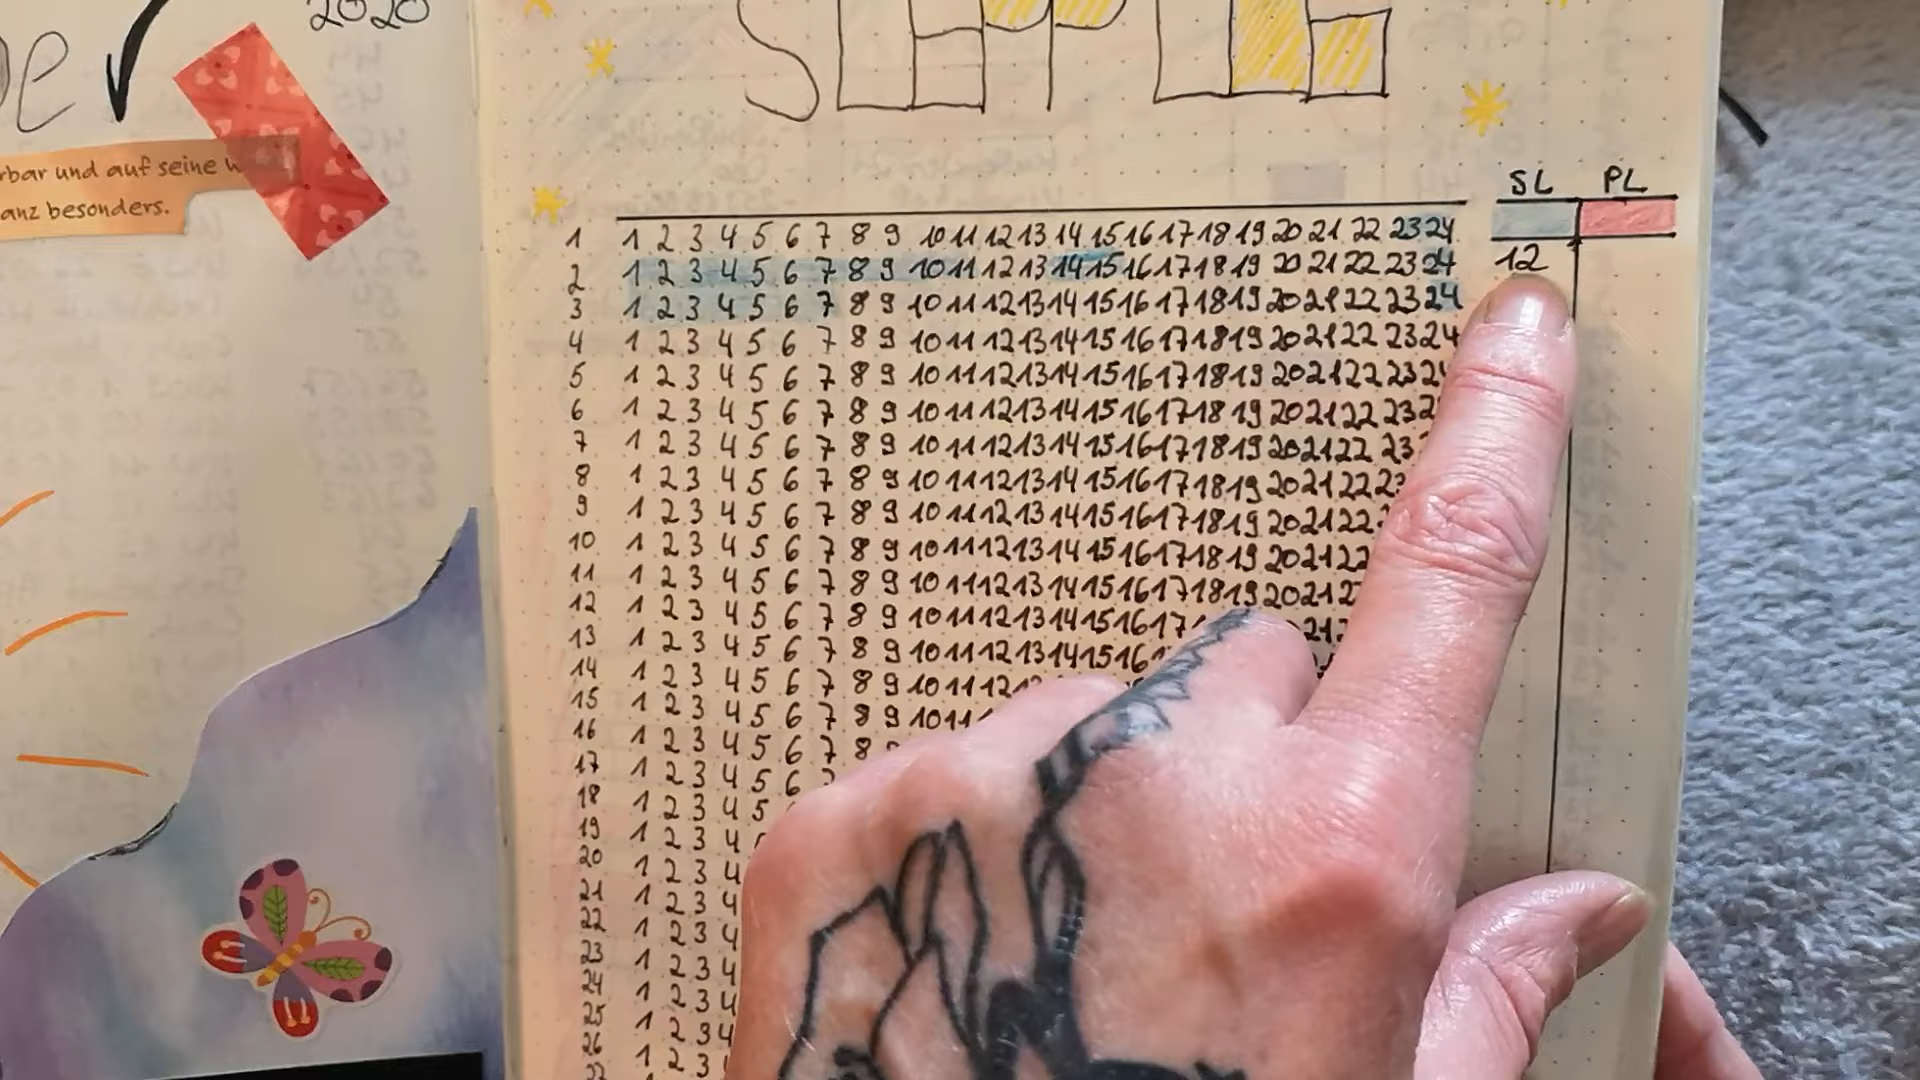 2020
rbar und auf seine
anz besonders.
SLEEP
SL PL
1 1 2 3 4 5 6 7 8 9 10 11 12 13 14 15 16 17 18 19 20 21 22 23 24
2 1 2 3 4 5 6 7 8 9 10 11 12 13 14 15 16 17 18 19 20 21 22 23 24 12
3 1 2 3 4 5 6 7 8 9 10 11 12 13 14 15 16 17 18 19 20 21 22 23 24
4 1 2 3 4 5 6 7 8 9 10 11 12 13 14 15 16 17 18 19 20 21 22 23 24
5 1 2 3 4 5 6 7 8 9 10 11 12 13 14 15 16 17 18 19 20 21 22 23
6 1 2 3 4 5 6 7 8 9 10 11 12 13 14 15 16 17 18 19 20 21 22 23
7 1 2 3 4 5 6 7 8 9 10 11 12 13 14 15 16 17 18 19 20 21 22 23
8 1 2 3 4 5 6 7 8 9 10 11 12 13 14 15 16 17 18 19 20 21 22 23
9 1 2 3 4 5 6 7 8 9 10 11 12 13 14 15 16 17 18 19 20 21 22
10 1 2 3 4 5 6 7 8 9 10 11 12 13 14 15 16 17 18 19 20 21 22
11 1 2 3 4 5 6 7 8 9 10 11 12 13 14 15 16 17 18 19 20 21
12 1 2 3 4 5 6 7 8 9 10 11 12 13 14 15 16 17 21
13 1 2 3 4 5 6 7 8 9 10 11 12 13 14 15 16
14 1 2 3 4 5 6 7 8 9 10 11 12
15 1 2 3 4 5 6 7 8 9 10 11
16 1 2 3 4 5 6 7 8
17 1 2 3 4 5 6
18 1 2 3 4 5
19 1 2 3 4
20 1 2 3 4
21 1 2 3 4
22 1 2 3 4
23 1 2 3 4
24 1 2 3 4
25 1 2 3 4
26 1 2 3